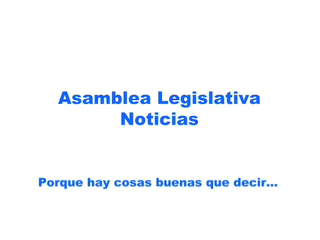 Asamblea Legislativa
Noticias
Porque hay cosas buenas que decir...